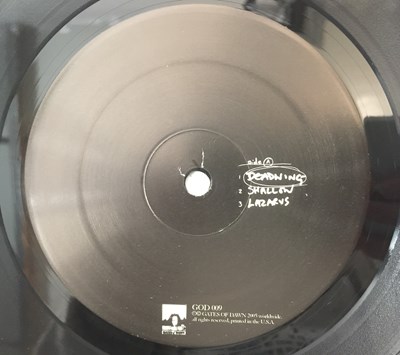 side A
1 DEADWING
2 SHALLOW
3 LAZARUS
GOD 009
©℗ GATES OF DAWN 2005 worldwide.
all rights reserved, printed in the U.S.A.